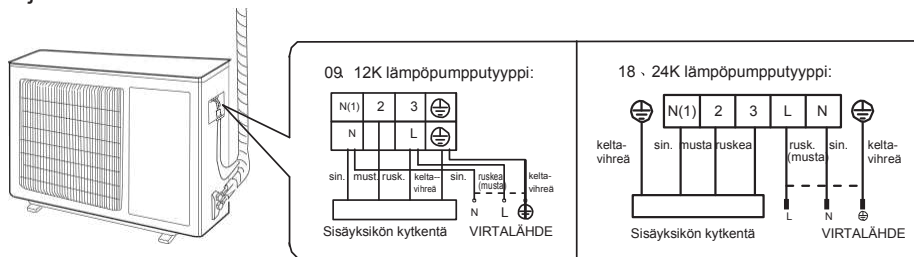 09. 12K lämpöpumpputyyppi:
N(1) 2 3
N L
sin. must. rusk. kelta--vihreä sin. ruskea (musta) kelta-vihreä
N L
Sisäyksikön kytkentä VIRTALÄHDE
18、24K lämpöpumpputyyppi:
N(1) 2 3 L N
kelta-vihreä sin. musta ruskea rusk. (musta) sin. kelta-vihreä
L N
Sisäyksikön kytkentä VIRTALÄHDE